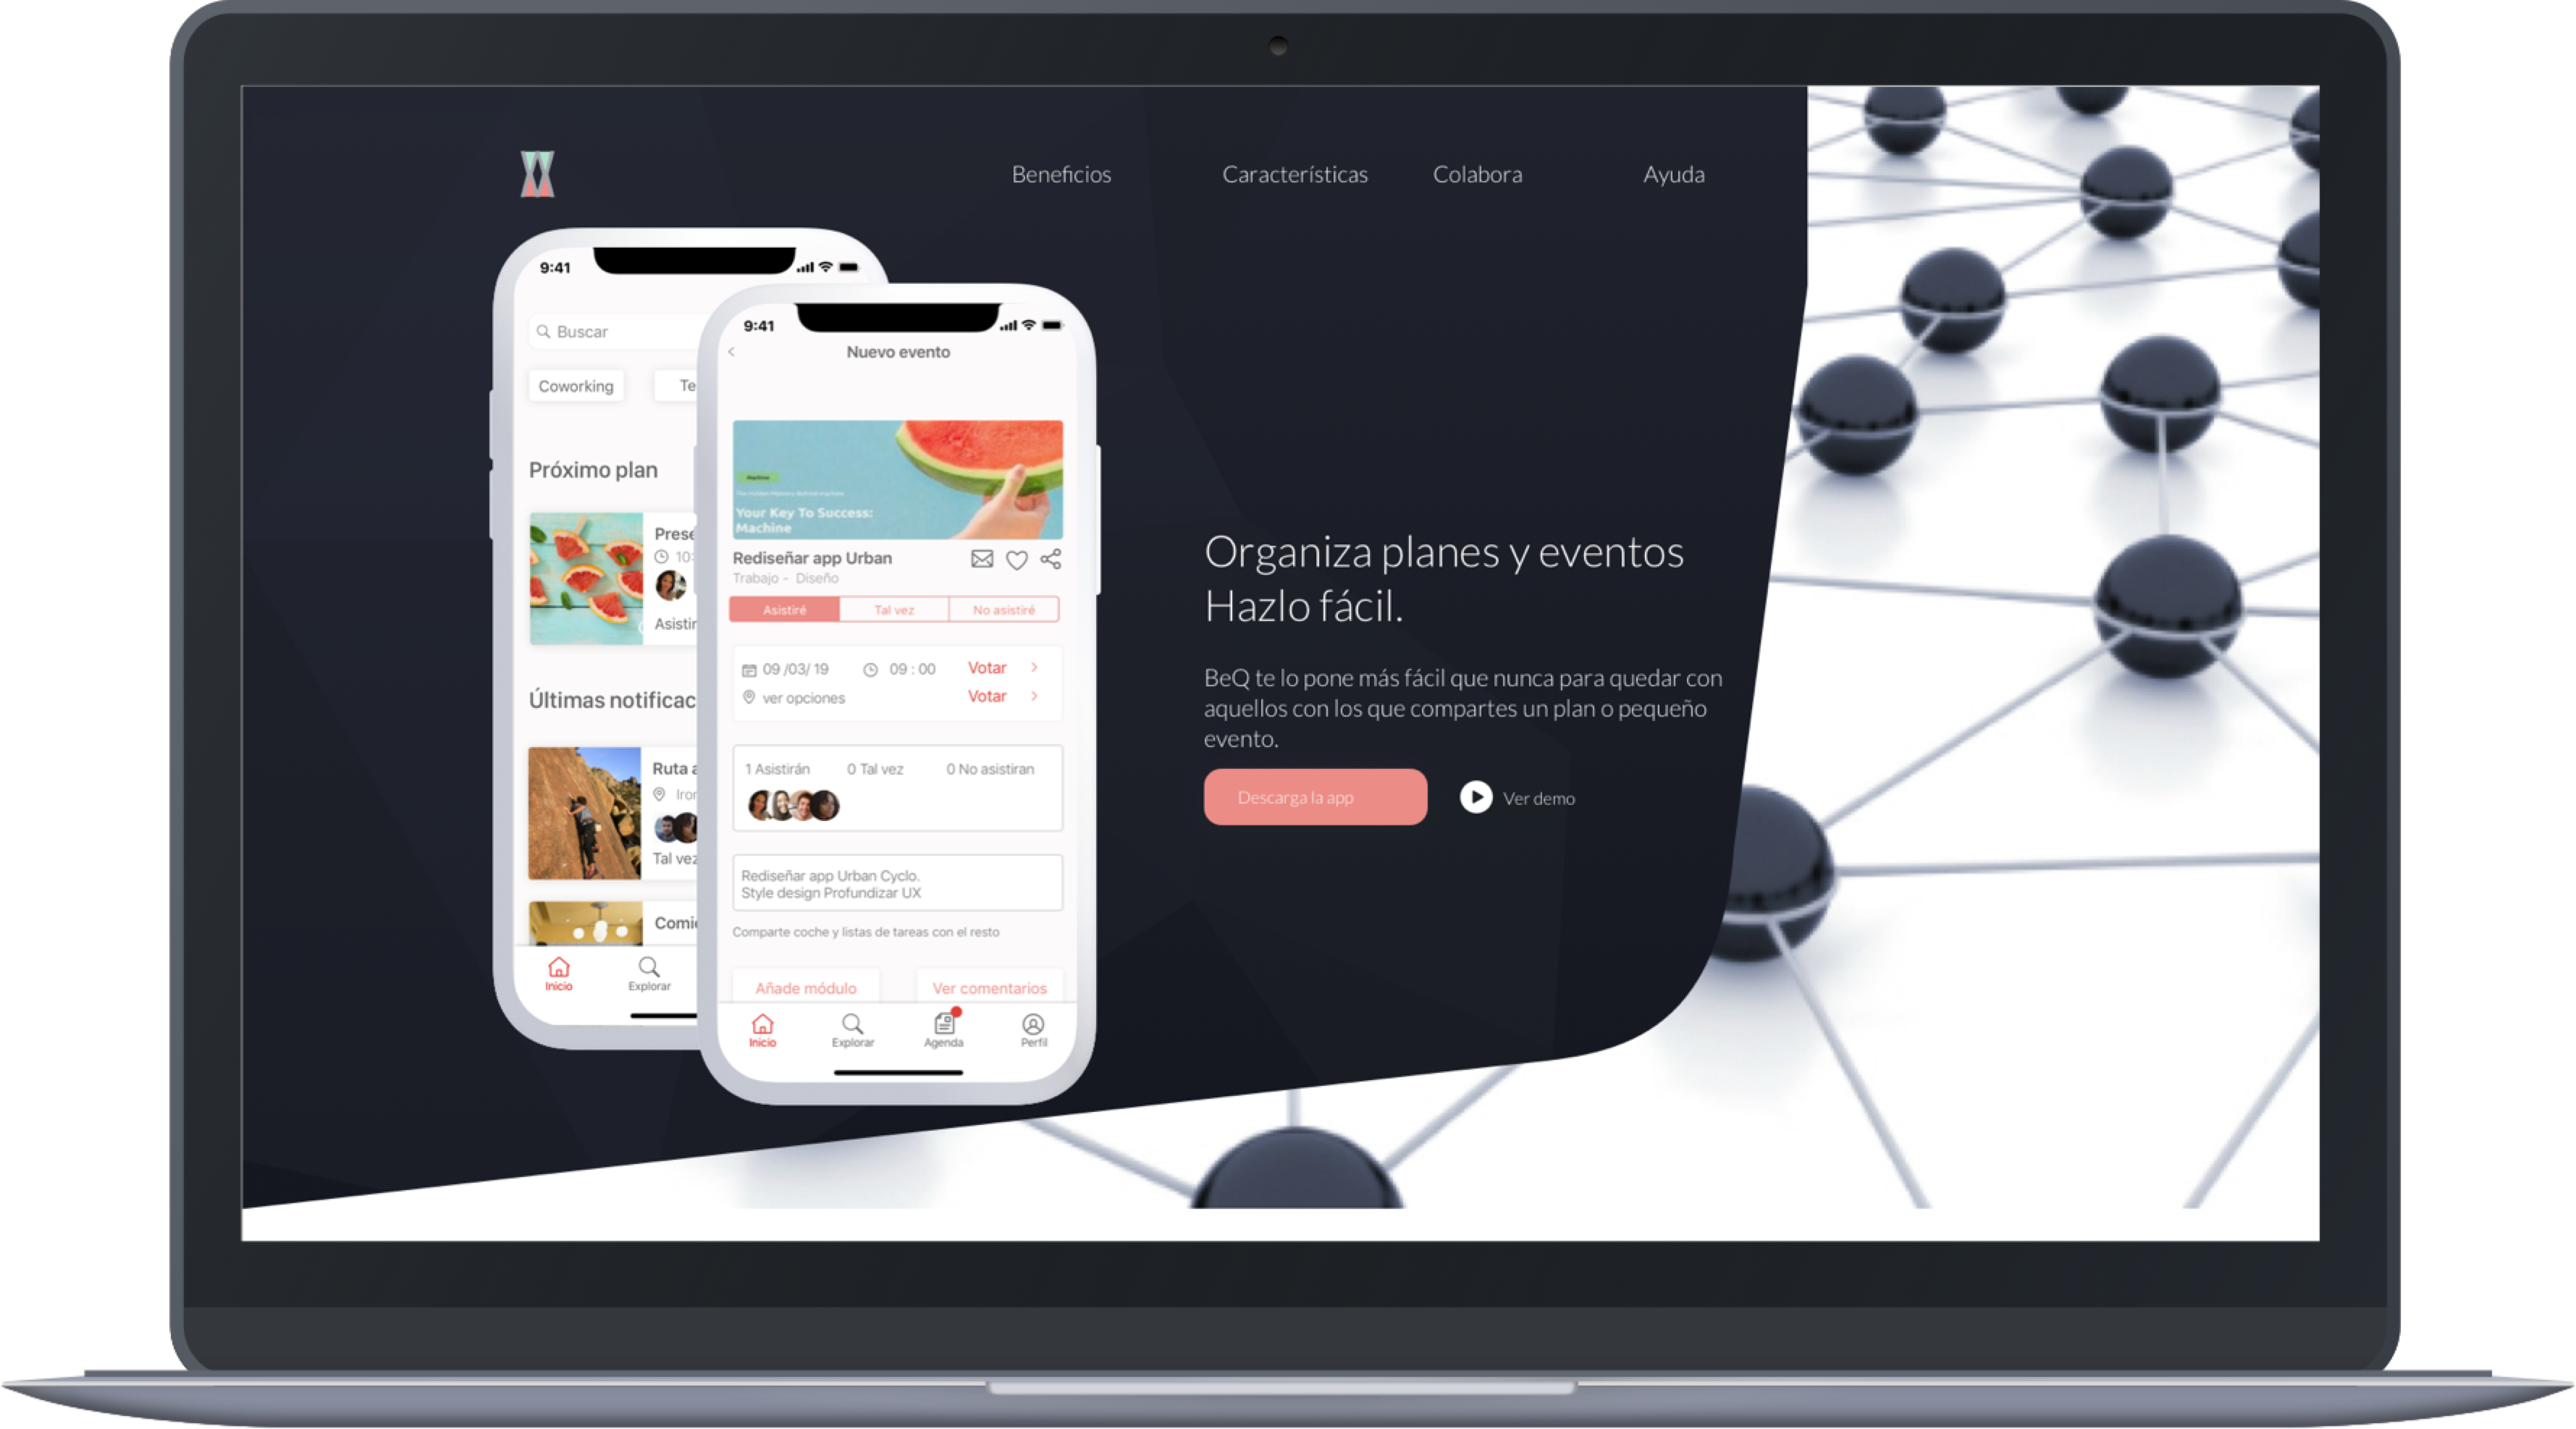 Beneficios
Características
Colabora
Ayuda
9:41
Buscar
Coworking
Te
Próximo plan
Prese
10:
Asistir
Últimas notificac
Ruta a
Iror
Tal vez
Comi
Inicio
Explorar
9:41
Nuevo evento
Machine
Your Key To Success:
Machine
Rediseñar app Urban
Trabajo - Diseño
Asistiré
Tal vez
No asistiré
09 /03/ 19
09 : 00
Votar
ver opciones
Votar
1 Asistirán
0 Tal vez
0 No asistiran
Rediseñar app Urban Cyclo.
Style design Profundizar UX
Comparte coche y listas de tareas con el resto
Añade módulo
Ver comentarios
Inicio
Explorar
Agenda
Perfil
Organiza planes y eventos
Hazlo fácil.
BeQ te lo pone más fácil que nunca para quedar con
aquellos con los que compartes un plan o pequeño
evento.
Descarga la app
Ver demo